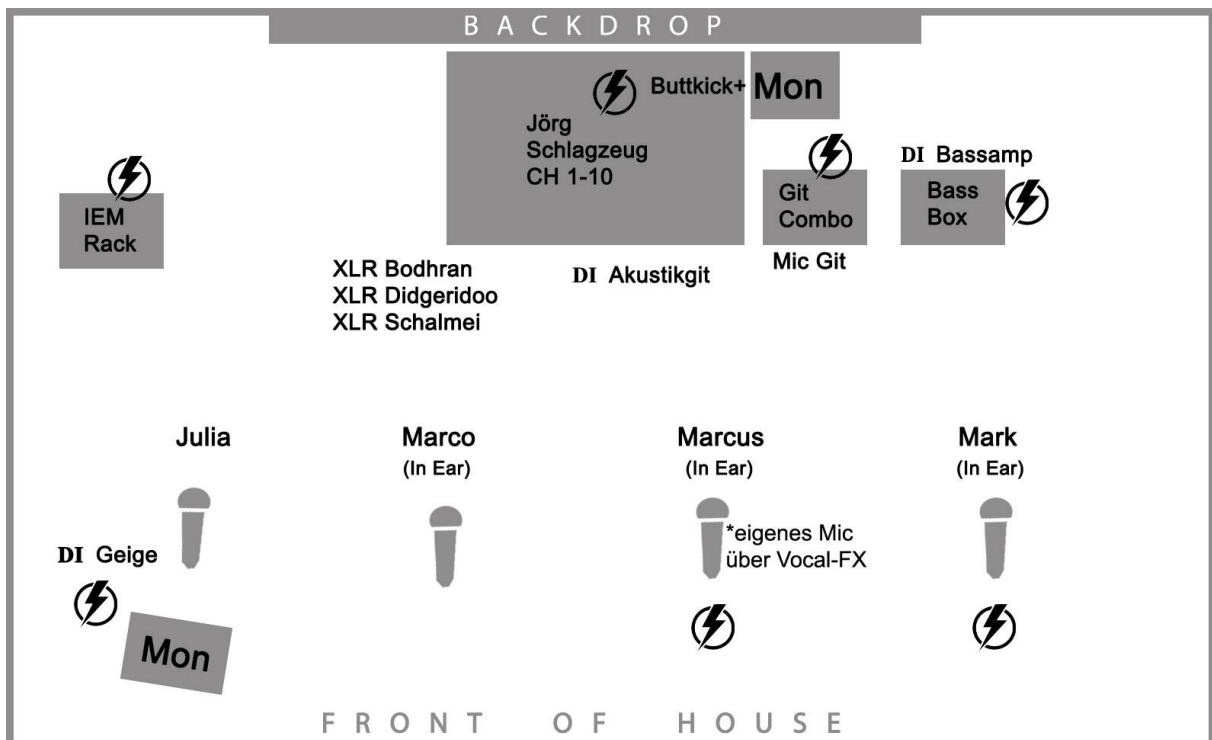 BACKDROP
Buttkick+ Mon
Jörg
Schlagzeug
CH 1-10
DI Bassamp
IEM
Rack
Git
Combo
Bass
Box
Mic Git
XLR Bodhran
XLR Didgeridoo
XLR Schalmei
DI Akustikgit
Julia
Marco
(In Ear)
Marcus
(In Ear)
Mark
(In Ear)
*eigenes Mic
über Vocal-FX
DI Geige
Mon
FRONT OF HOUSE